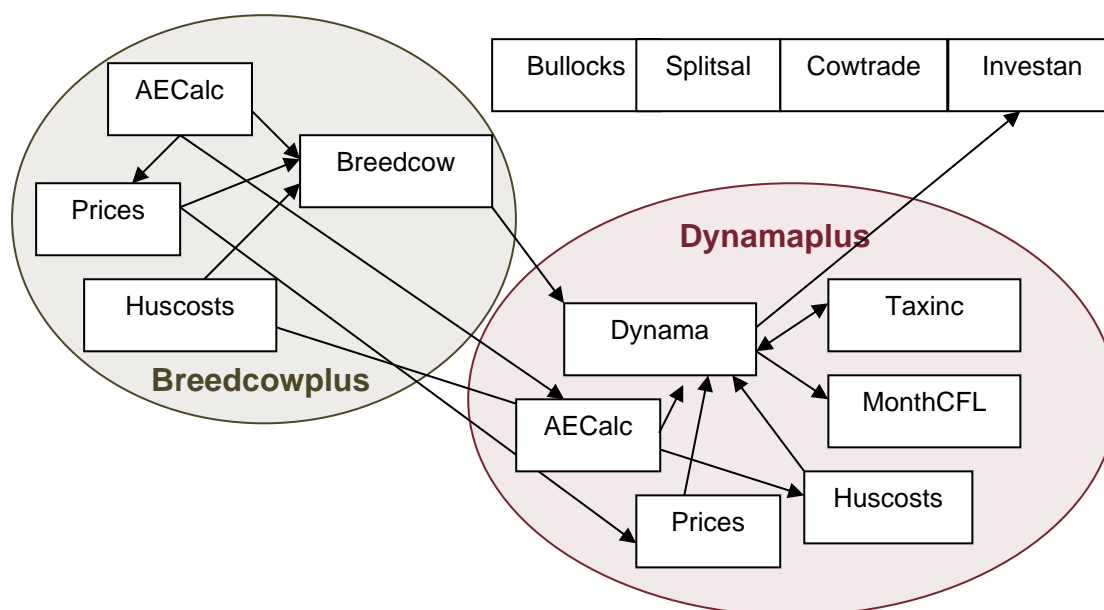 Bullocks
Splitsal
Cowtrade
Investan
AECalc
Breedcow
Prices
Huscosts
Breedcowplus
Dynamaplus
Dynama
Taxinc
MonthCFL
AECalc
Huscosts
Prices